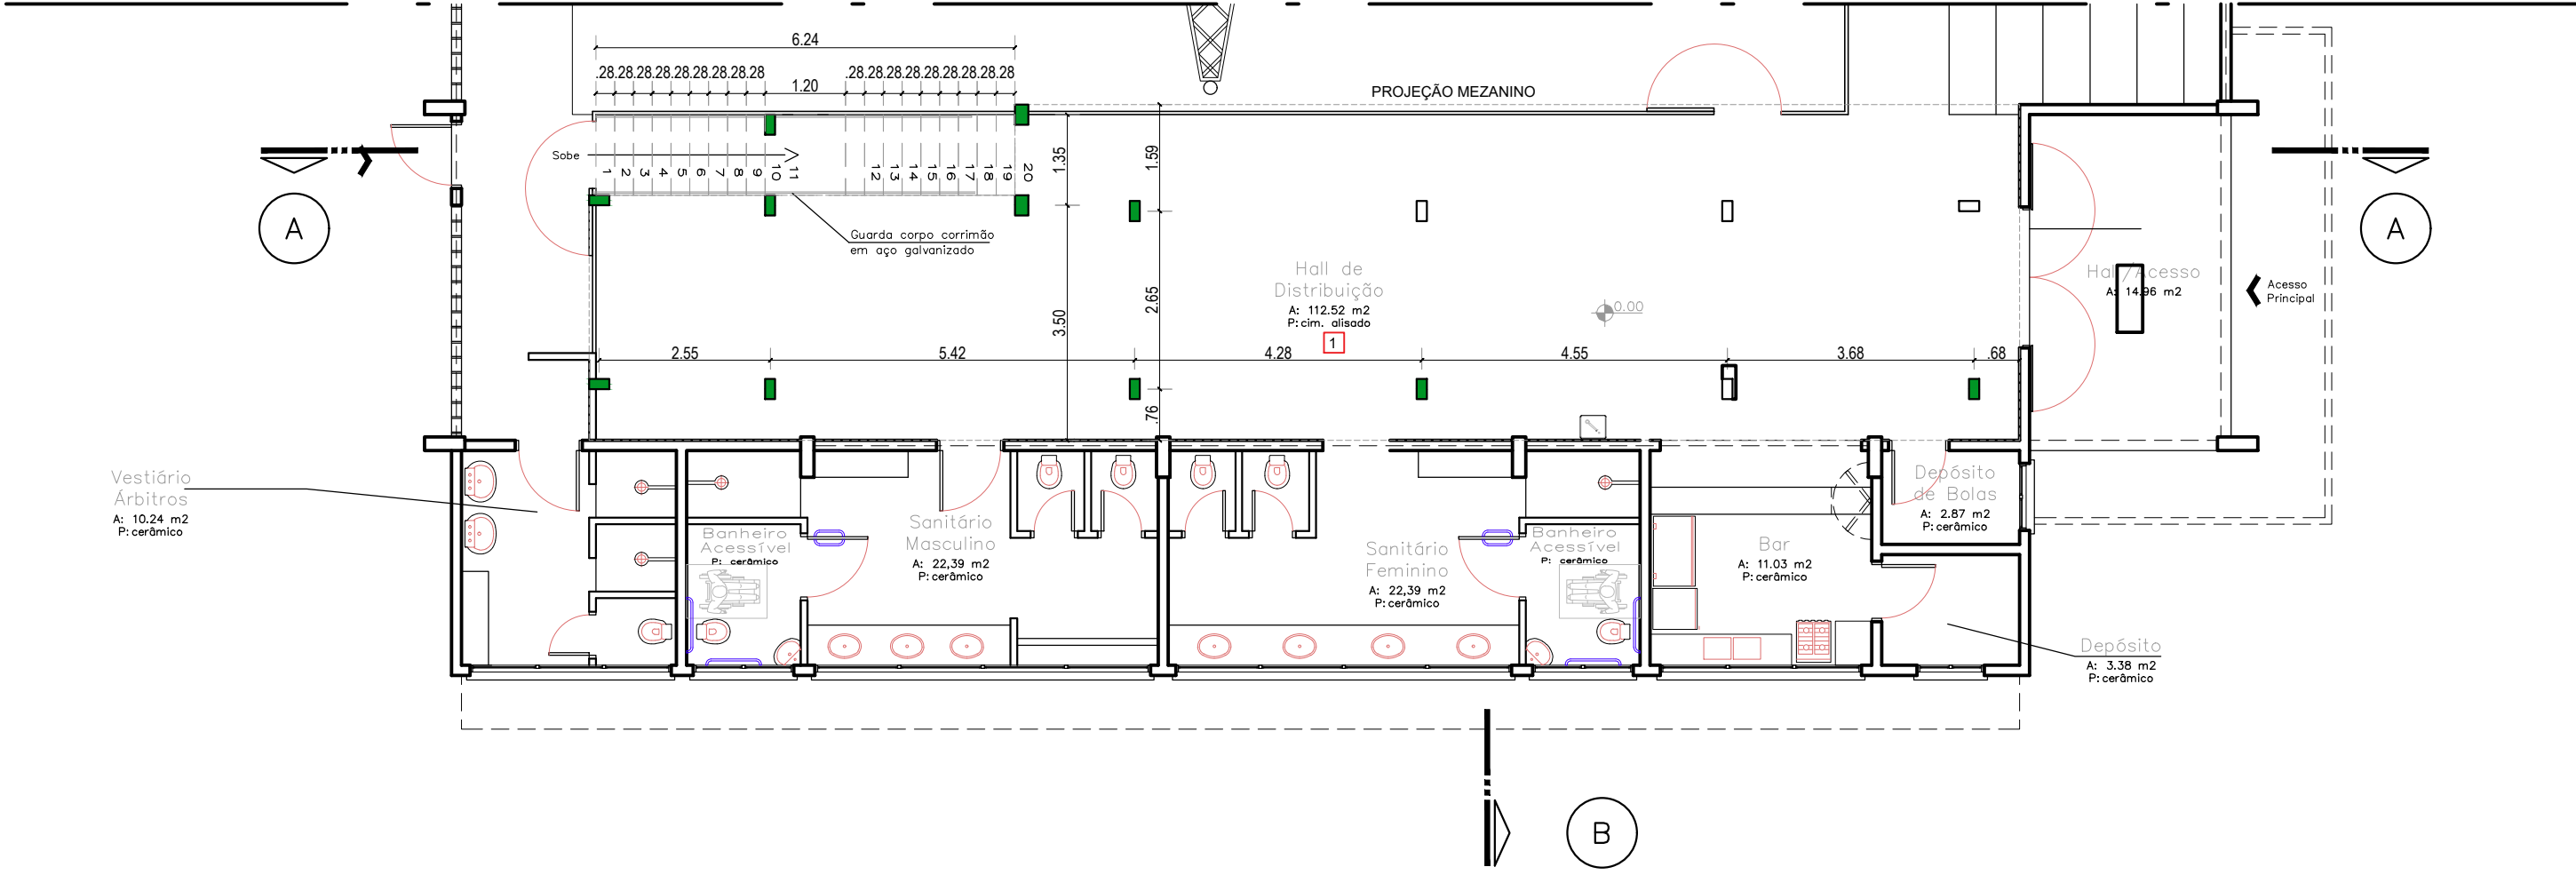 6.24
.28.28.28.28.28.28.28.28.28
1.20
.28.28.28.28.28.28.28.28.28
PROJEÇÃO MEZANINO
Sobe
1 2 3 4 5 6 7 8 9 10 11 12 13 14 15 16 17 18 19 20
1.35
1.59
A
A
Guarda corpo corrimão
em aço galvanizado
Hall de
Distribuição
A: 112.52 m2
P: cim. alisado
1
0.00
Hall/Acesso
A: 14.96 m2
Acesso
Principal
3.50
2.65
2.55
5.42
4.28
4.55
3.68
.68
.76
Vestiário
Árbitros
A: 10.24 m2
P: cerâmico
Banheiro
Acessível
P: cerâmico
Sanitário
Masculino
A: 22,39 m2
P: cerâmico
Sanitário
Feminino
A: 22,39 m2
P: cerâmico
Banheiro
Acessível
P: cerâmico
Bar
A: 11.03 m2
P: cerâmico
Depósito
de Bolas
A: 2.87 m2
P: cerâmico
Depósito
A: 3.38 m2
P: cerâmico
B